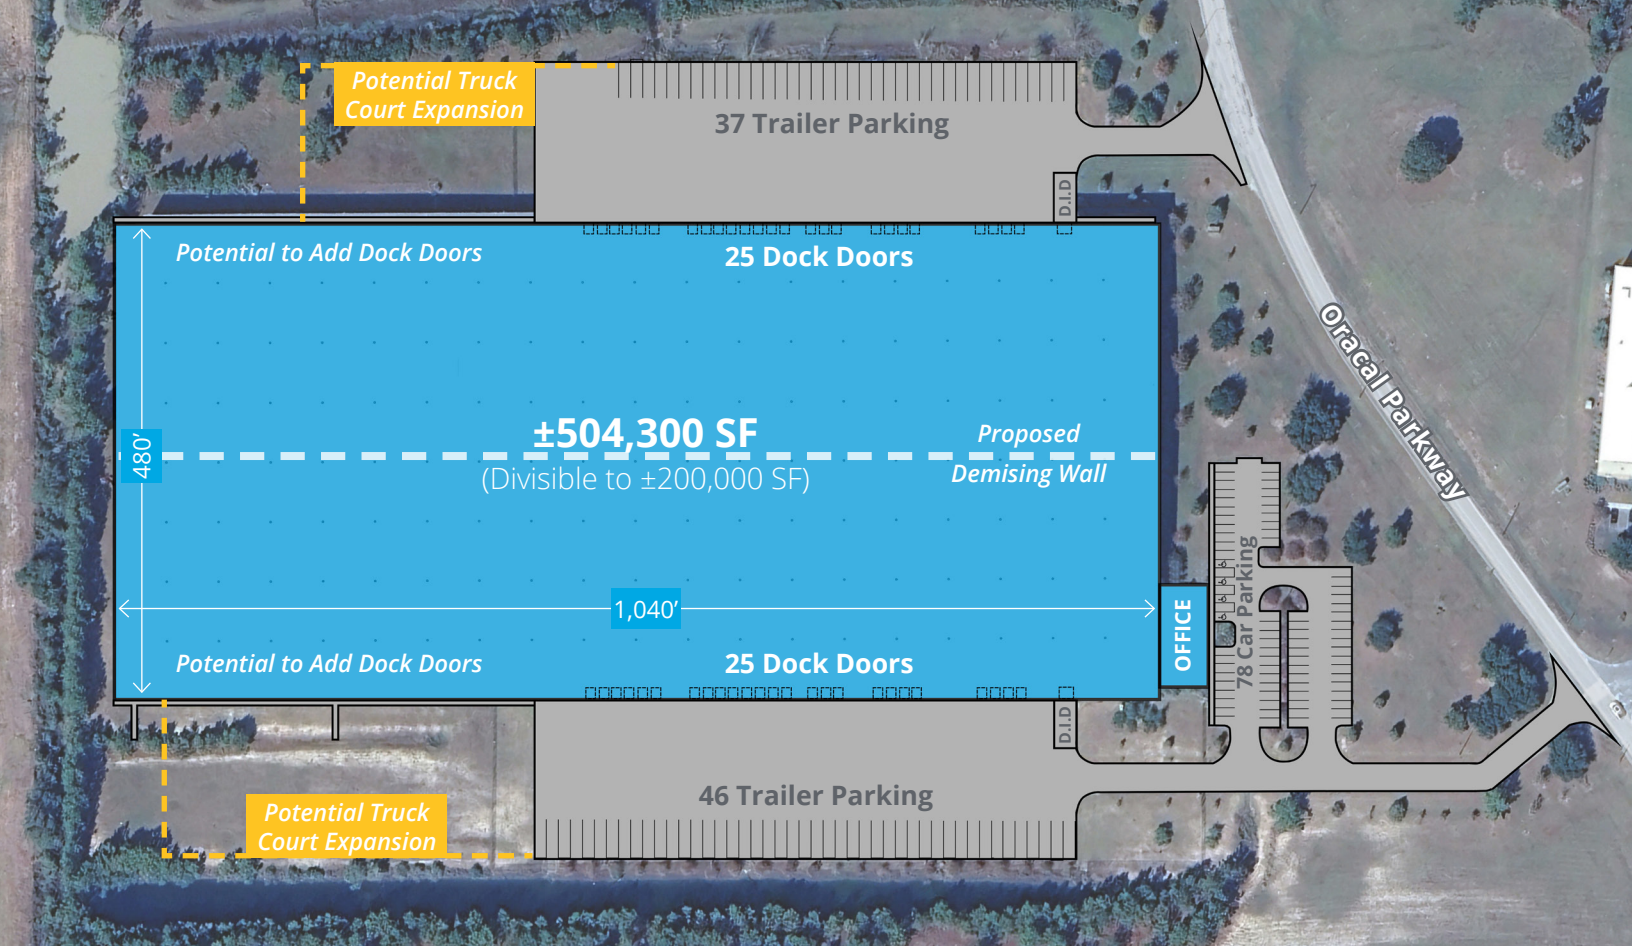 Potential Truck
Court Expansion
37 Trailer Parking
D.I.D
Potential to Add Dock Doors
25 Dock Doors
Oracal Parkway
±504,300 SF
(Divisible to ±200,000 SF)
Proposed
Demising Wall
480’
1,040’
OFFICE
78 Car Parking
Potential to Add Dock Doors
25 Dock Doors
D.I.D
46 Trailer Parking
Potential Truck
Court Expansion